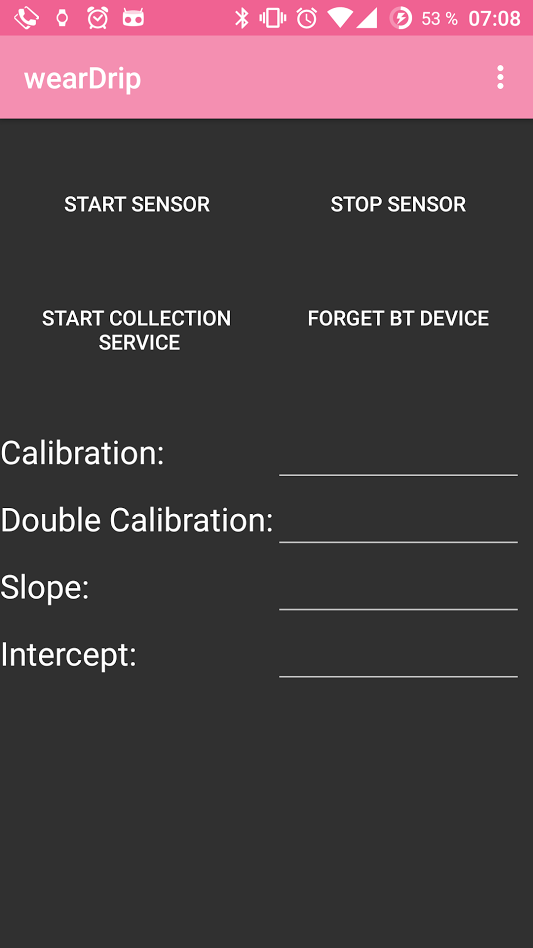 53 % 07:08
wearDrip
START SENSOR STOP SENSOR
START COLLECTION FORGET BT DEVICE
SERVICE
Calibration:
Double Calibration:
Slope:
Intercept: